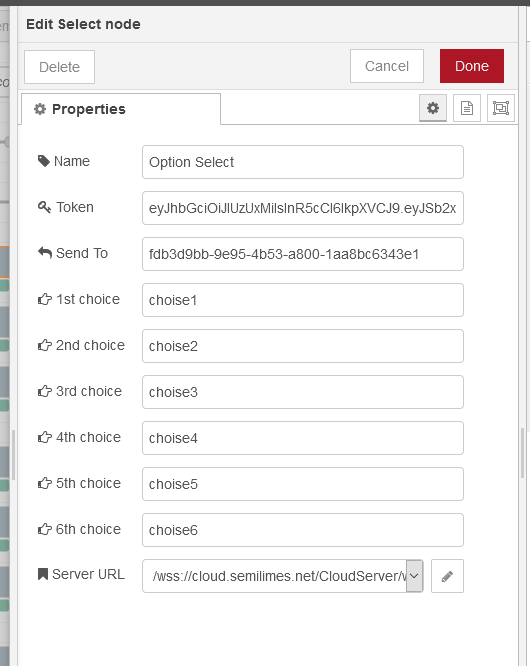 Edit Select node
Delete
Cancel
Done
Properties
Name
Option Select
Token
eyJhbGciOiJIUzUxMiIsInR5cCI6IkpXVCJ9.eyJSb2x
Send To
fdb3d9bb-9e95-4b53-a800-1aa8bc6343e1
1st choice
choise1
2nd choice
choise2
3rd choice
choise3
4th choice
choise4
5th choice
choise5
6th choice
choise6
Server URL
/wss://cloud.semilimes.net/CloudServer/